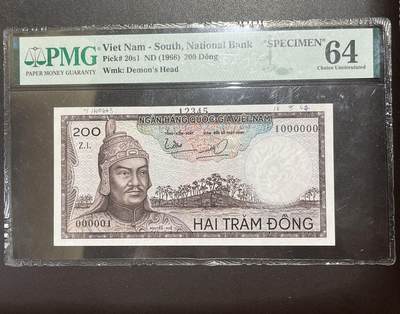 PMG
PAPER MONEY GUARANTY
Viet Nam - South, National Bank "SPECIMEN"
Pick# 20s1 ND (1966) 200 Dông
Wmk: Demon's Head
64
Choice Uncirculated
12345
NGÂN-HÀNG QUỐC-GIA VIỆT-NAM
200
Z.1.
1000000
000001
HAI TRĂM ĐỒNG